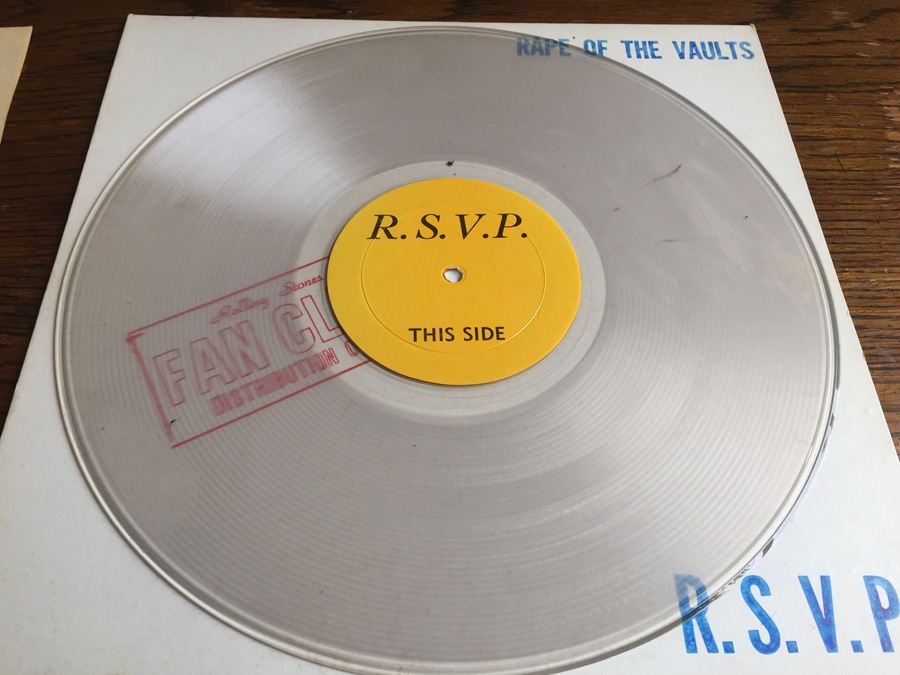 RAPE OF THE VAULTS
R. S. V. P.
THIS SIDE
Rolling Stones
FAN CL
DISTRIBUTION O
R.S.V.P